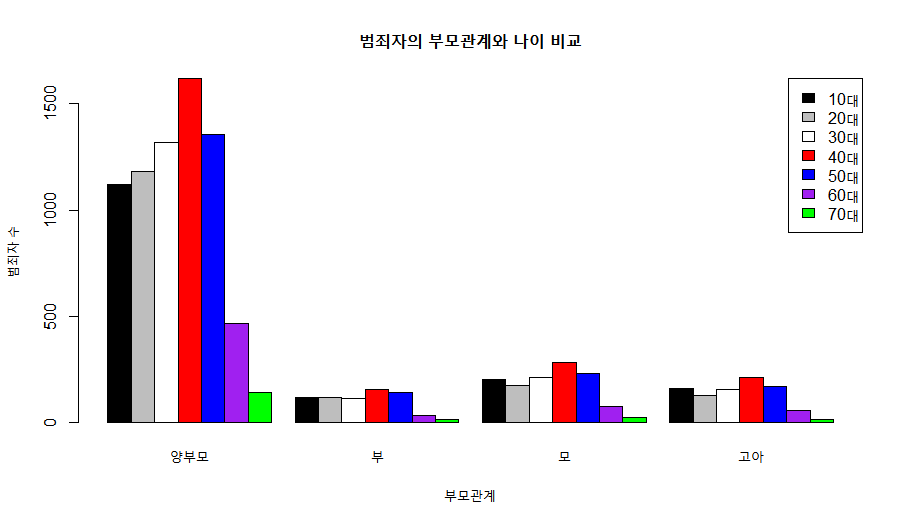 범죄자의 부모관계와 나이 비교
범죄자 수
1500
1000
500
0
10대
20대
30대
40대
50대
60대
70대
양부모 부 모 고아
부모관계